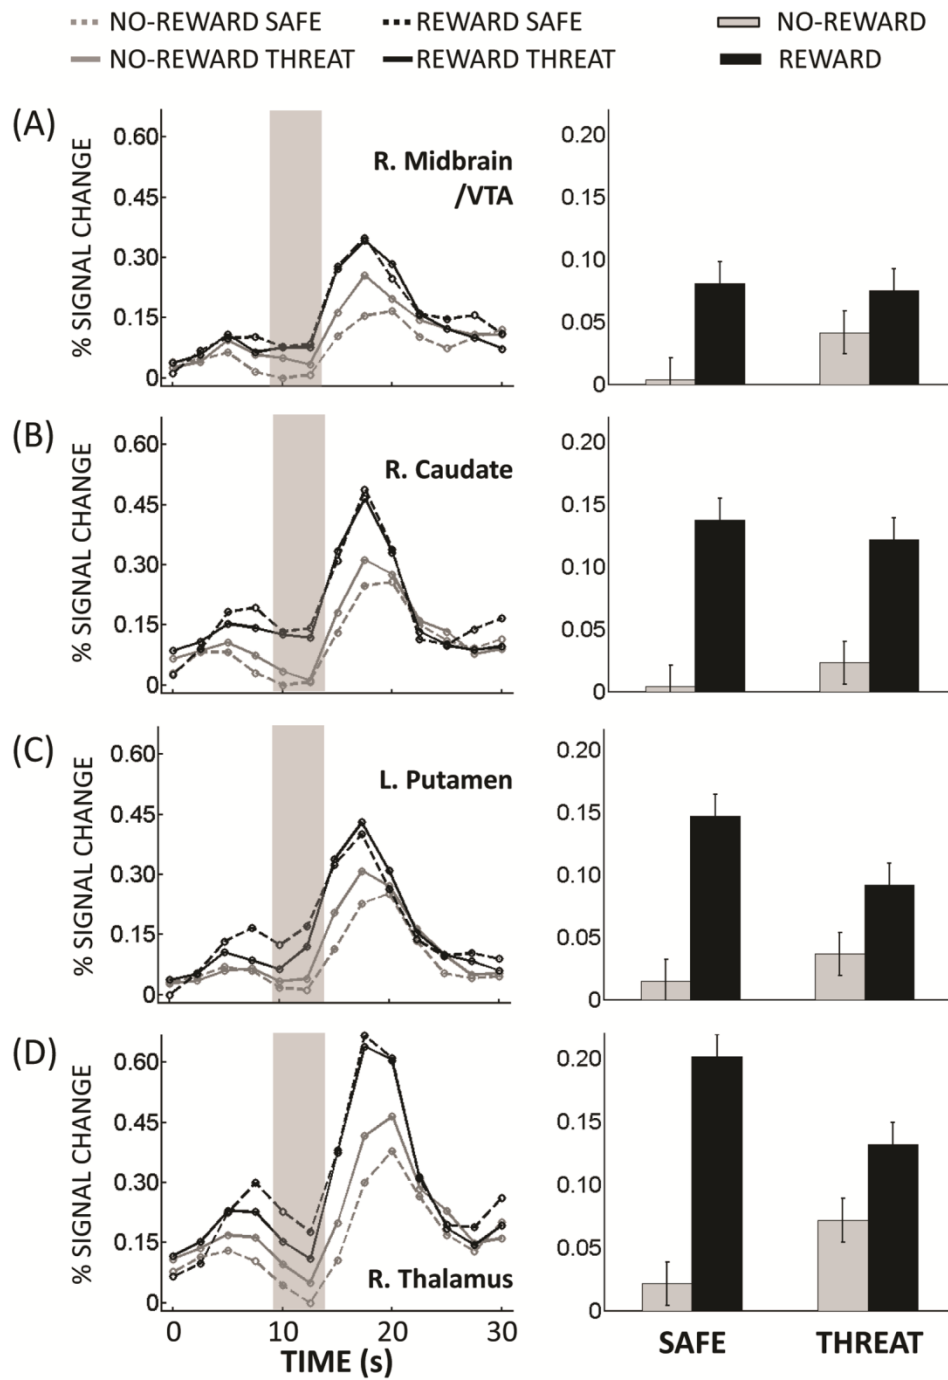 NO-REWARD SAFE REWARD SAFE NO-REWARD
NO-REWARD THREAT REWARD THREAT REWARD
(A)
% SIGNAL CHANGE
0.60
0.45
0.30
0.15
0
R. Midbrain
/VTA
0.20
0.15
0.10
0.05
0
(B)
% SIGNAL CHANGE
0.60
0.45
0.30
0.15
0
R. Caudate
0.20
0.15
0.10
0.05
0
(C)
% SIGNAL CHANGE
0.60
0.45
0.30
0.15
0
L. Putamen
0.20
0.15
0.10
0.05
0
(D)
% SIGNAL CHANGE
0.60
0.45
0.30
0.15
0
R. Thalamus
0 10 20 30
TIME (s)
0.20
0.15
0.10
0.05
0
SAFE THREAT